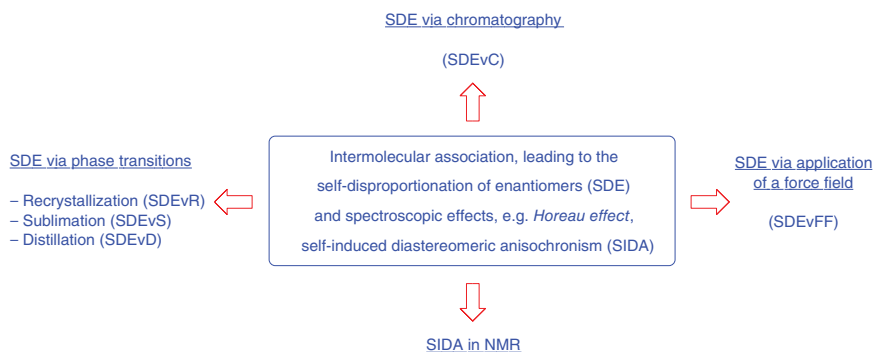 SDE via chromatography
(SDEvC)
SDE via phase transitions
– Recrystallization (SDEvR)
– Sublimation (SDEvS)
– Distillation (SDEvD)
Intermolecular association, leading to the
self-disproportionation of enantiomers (SDE)
and spectroscopic effects, e.g. Horeau effect,
self-induced diastereomeric anisochronism (SIDA)
SDE via application
of a force field
(SDEvFF)
SIDA in NMR